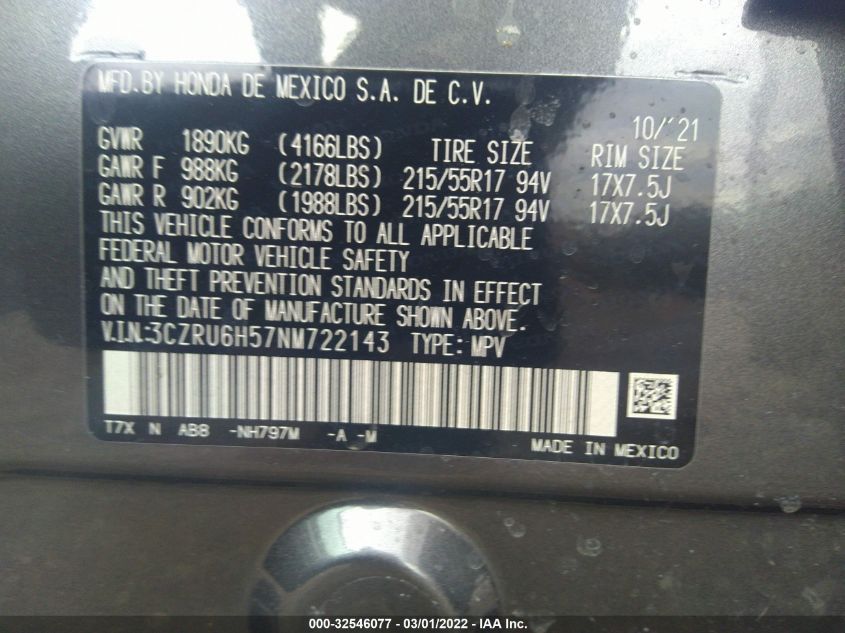 MFD.BY HONDA DE MEXICO S.A. DE C.V.
10/'21
GVWR 1890KG (4166LBS) TIRE SIZE RIM SIZE
GAWR F 988KG (2178LBS) 215/55R17 94V 17X7.5J
GAWR R 902KG (1988LBS) 215/55R17 94V 17X7.5J
THIS VEHICLE CONFORMS TO ALL APPLICABLE
FEDERAL MOTOR VEHICLE SAFETY
AND THEFT PREVENTION STANDARDS IN EFFECT
ON THE DATE OF MANUFACTURE SHOWN ABOVE.
V.I.N.:3CZRU6H57NM722143 TYPE: MPV
T7X N AB8 -NH797M -A -M
MADE IN MEXICO
000-32546077 - 03/01/2022 - IAA Inc.